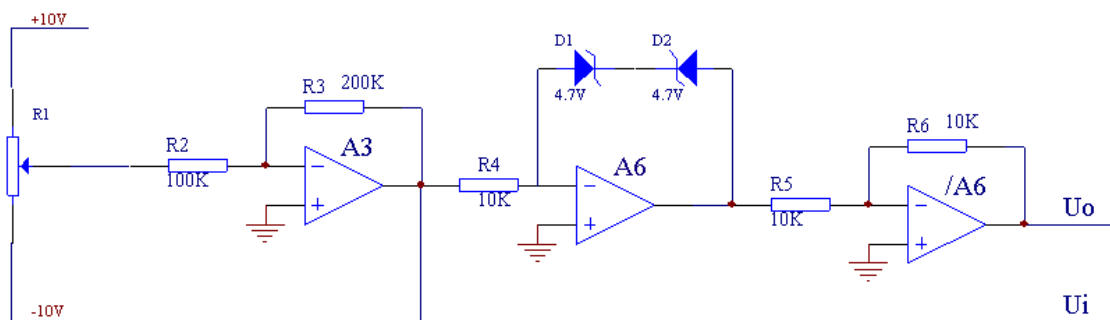 +10V
R1
-10V
R2
100K
R3 200K
A3
R4
10K
D1
4.7V
D2
4.7V
A6
R5
10K
R6 10K
/A6
Uo
Ui